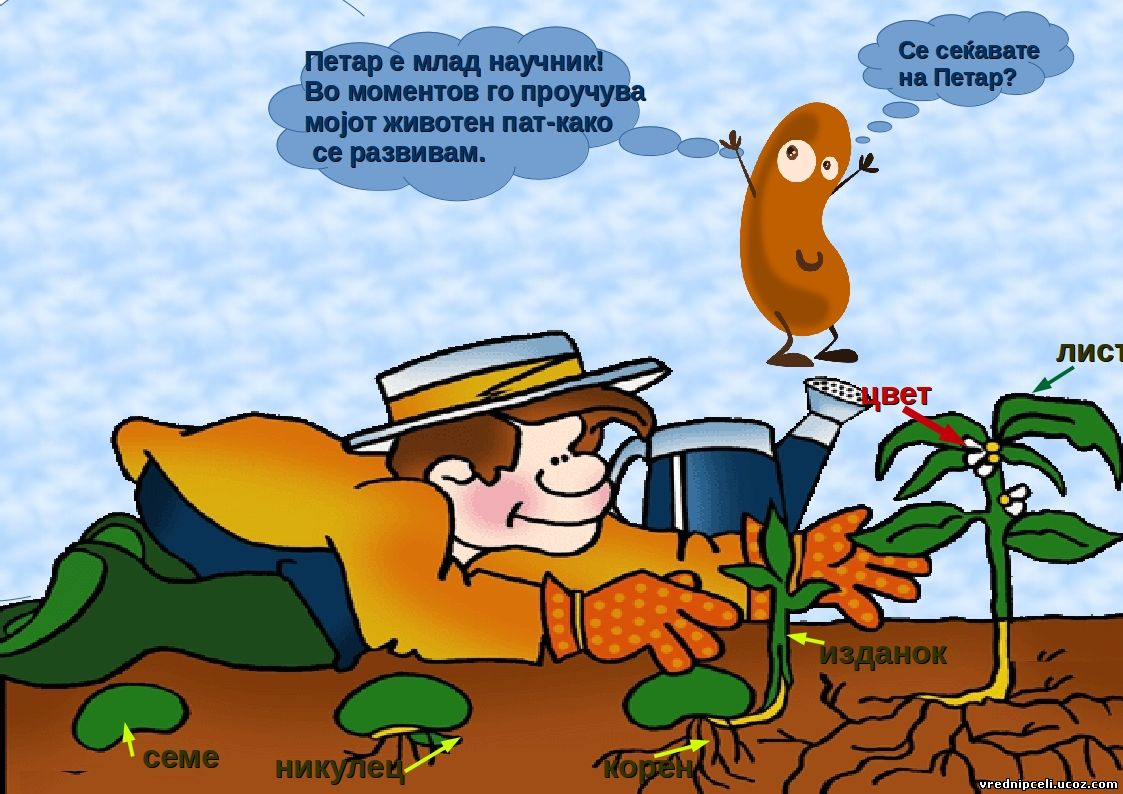 Петар е млад научник!
Во моментов го проучува
мојот животен пат-како
се развивам.
Се сеќавате
на Петар?
лист
цвет
изданок
семе
никулец
корен
vrednipceli.ucoz.com